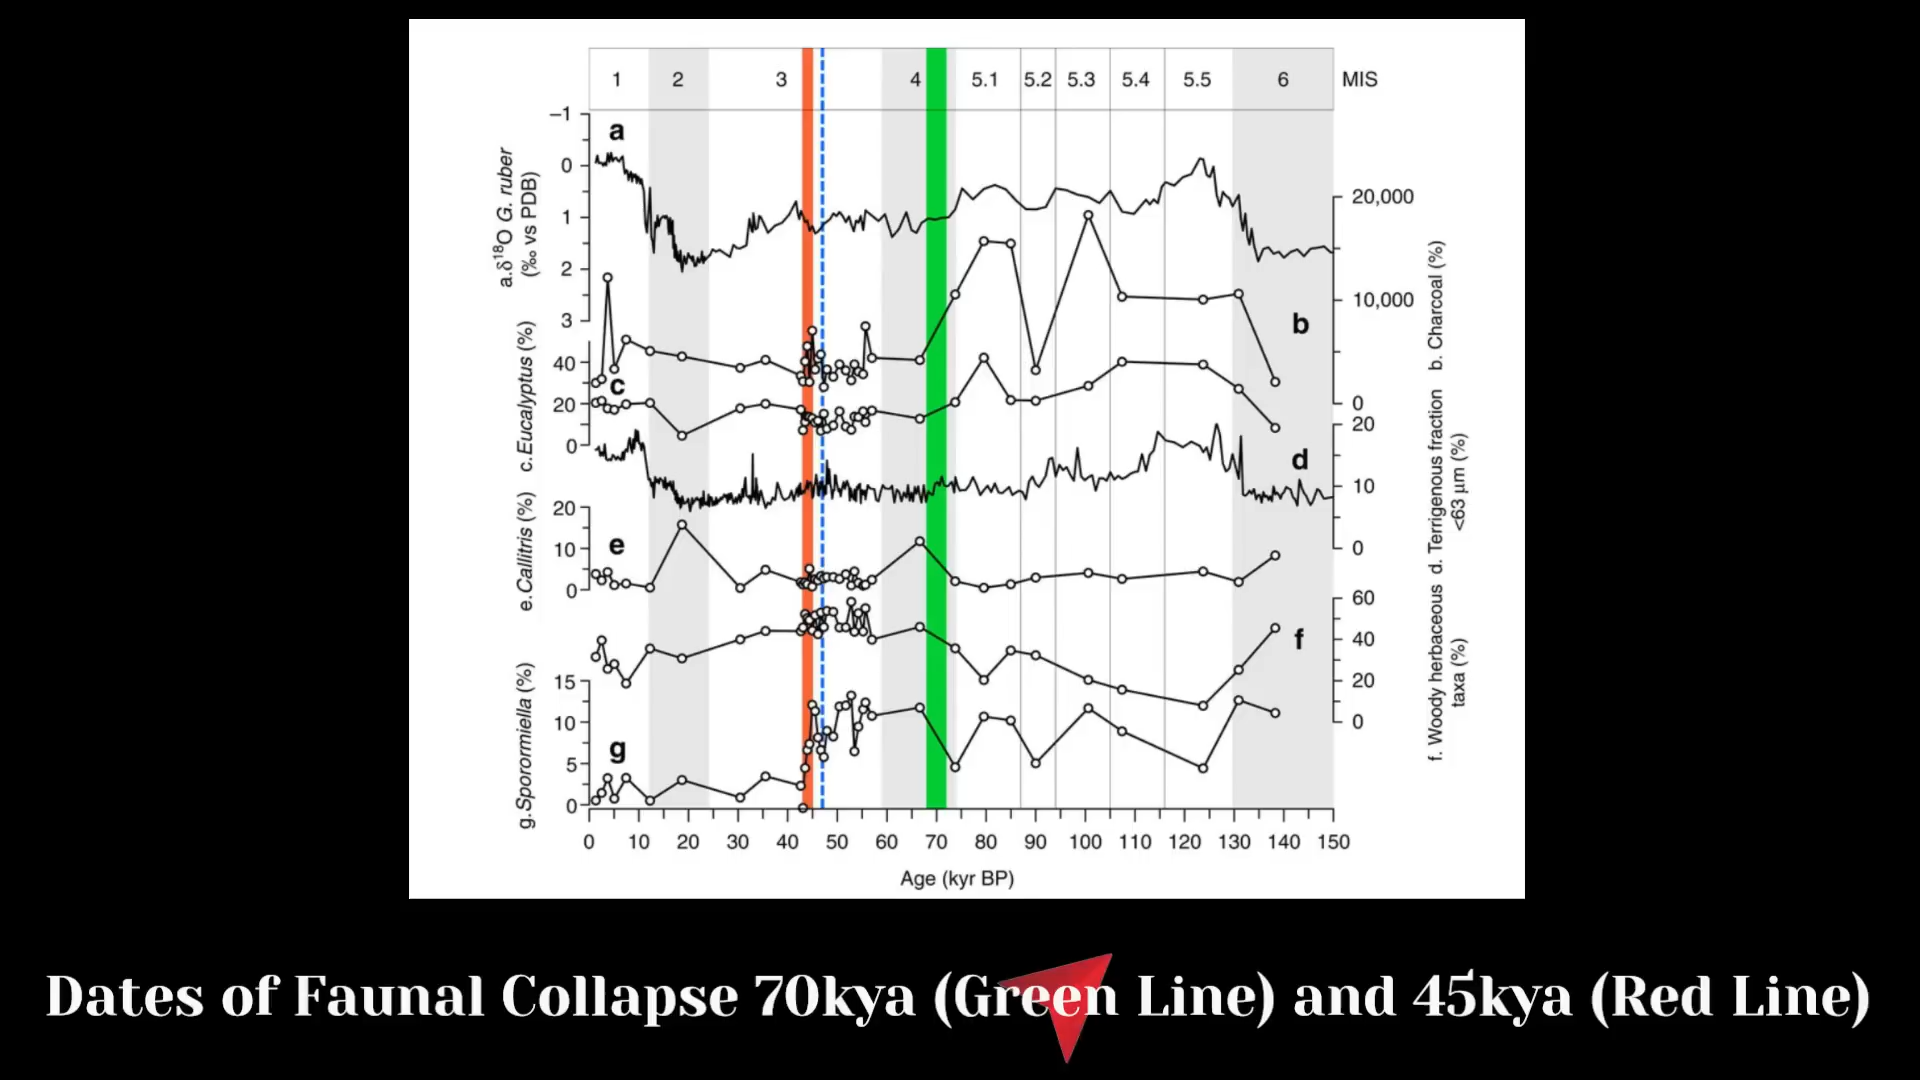 1 2 3 4 5.1 5.2 5.3 5.4 5.5 6 MIS
a
−1
0
1
2
3
a.δ18O G. ruber
(‰ vs PDB)
20,000
10,000
0
b
b. Charcoal (%)
c
40
20
0
c.Eucalyptus (%)
20
10
0
d
d. Terrigenous fraction
<63 µm (%)
e
20
10
0
e.Callitris (%)
60
40
20
0
f
f. Woody herbaceous
taxa (%)
g
15
10
5
0
g.Sporormiella (%)
0 10 20 30 40 50 60 70 80 90 100 110 120 130 140 150
Age (kyr BP)
Dates of Faunal Collapse 70kya (Green Line) and 45kya (Red Line)